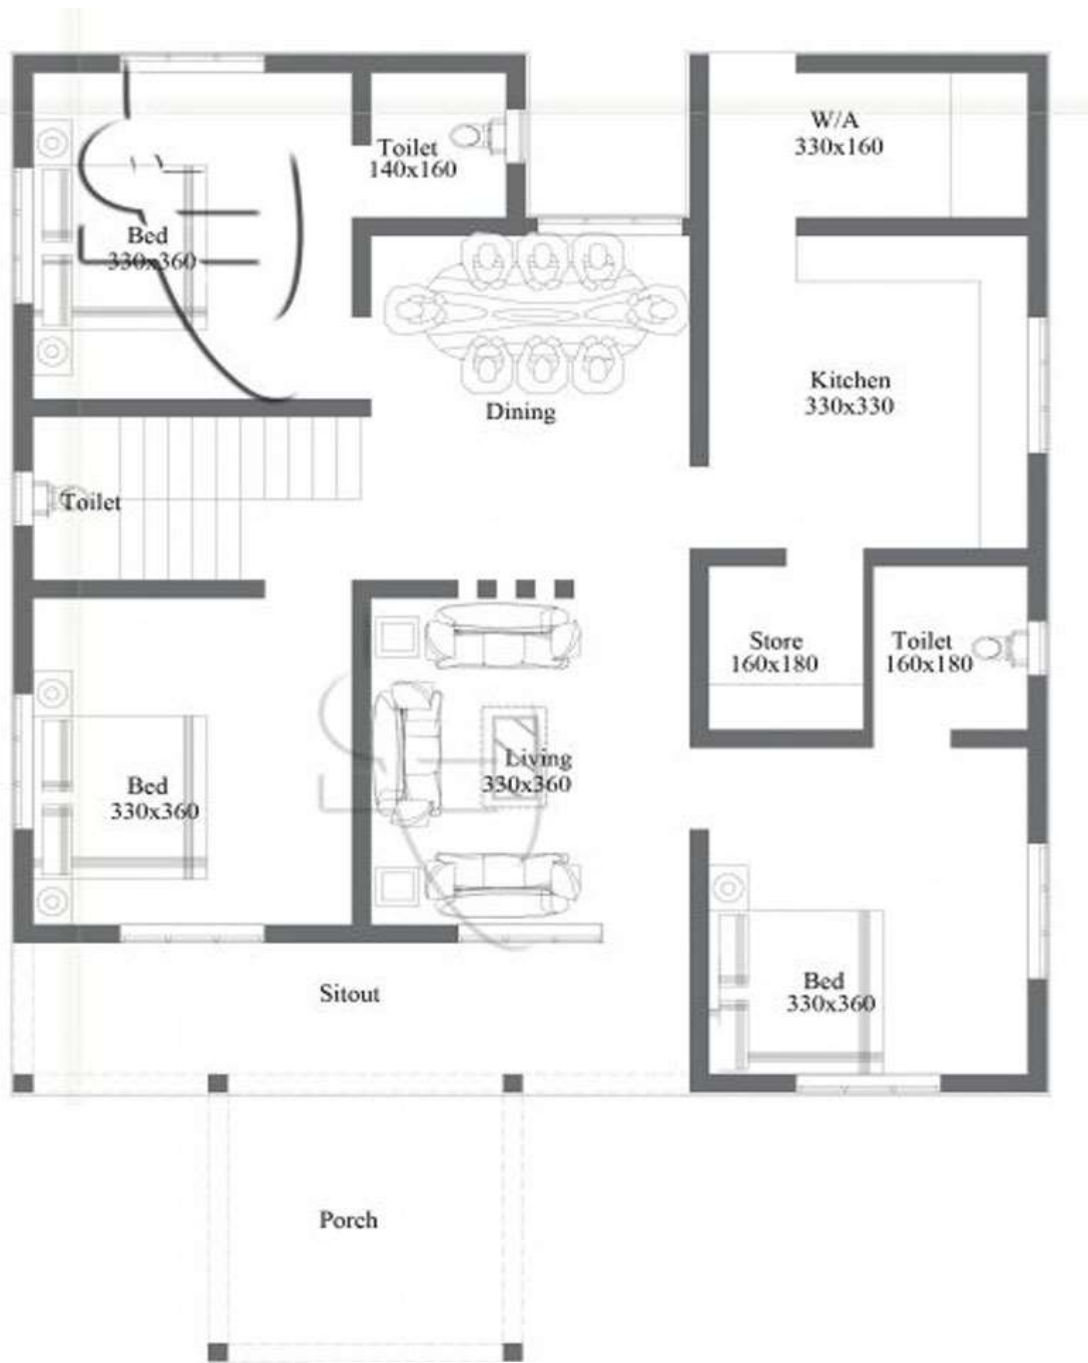 Toilet
140x160
W/A
330x160
Bed
330x360
Dining
Kitchen
330x330
Toilet
Store
160x180
Toilet
160x180
Bed
330x360
Living
330x360
Bed
330x360
Sitout
Porch